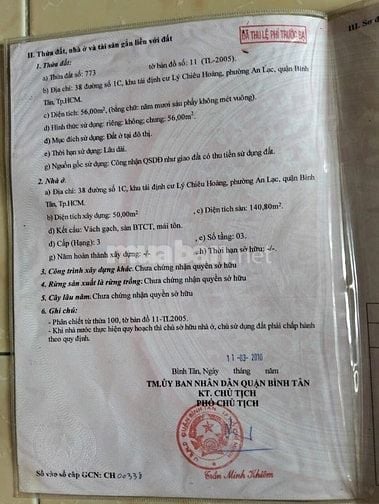 III. Sơ đ
ĐÃ THU LỆ PHÍ TRƯỚC BẠ
II. Thửa đất, nhà ở và tài sản gắn liền với đất
1. Thửa đất:
a) Thửa đất số: 773 tờ bản đồ số: 11 (TL-2005).
b) Địa chỉ: 38 đường số 1C, khu tái định cư Lý Chiêu Hoàng, phường An Lạc, quận Bình
Tân, Tp.HCM.
c) Diện tích: 56,00m², (bằng chữ: năm mươi sáu phẩy không mét vuông).
d) Hình thức sử dụng: riêng: không; chung: 56,00m².
đ) Mục đích sử dụng: Đất ở tại đô thị.
e) Thời hạn sử dụng: Lâu dài.
g) Nguồn gốc sử dụng: Công nhận QSDĐ như giao đất có thu tiền sử dụng đất.
2. Nhà ở.
a) Địa chỉ: 38 đường số 1C, khu tái định cư Lý Chiêu Hoàng, phường An Lạc, quận Bình
Tân, Tp.HCM.
b) Diện tích xây dựng: 50,00m² , c) Diện tích sàn: 140,80m².
d) Kết cấu: Vách gạch, sàn BTCT, mái tôn.
đ) Cấp (Hạng): 3 , e) Số tầng: 03.
g) Năm hoàn thành xây dựng: -/- , h) Thời hạn sở hữu: -/-.
muaban.net
3. Công trình xây dựng khác: Chưa chứng nhận quyền sở hữu
4. Rừng sản xuất là rừng trồng: Chưa chứng nhận quyền sở hữu
5. Cây lâu năm: Chưa chứng nhận quyền sở hữu
6. Ghi chú:
- Phân chiết từ thửa 100, tờ bản đồ 11-TL2005.
- Khi nhà nước thực hiện quy hoạch thì chủ sở hữu nhà ở, chủ sử dụng đất phải chấp hành
theo quy định.
11-03-2010
Bình Tân, Ngày tháng năm
TM.ỦY BAN NHÂN DÂN QUẬN BÌNH TÂN
KT. CHỦ TỊCH
PHÓ CHỦ TỊCH
Trần Minh Khiêm
Số vào sổ cấp GCN: CH00338